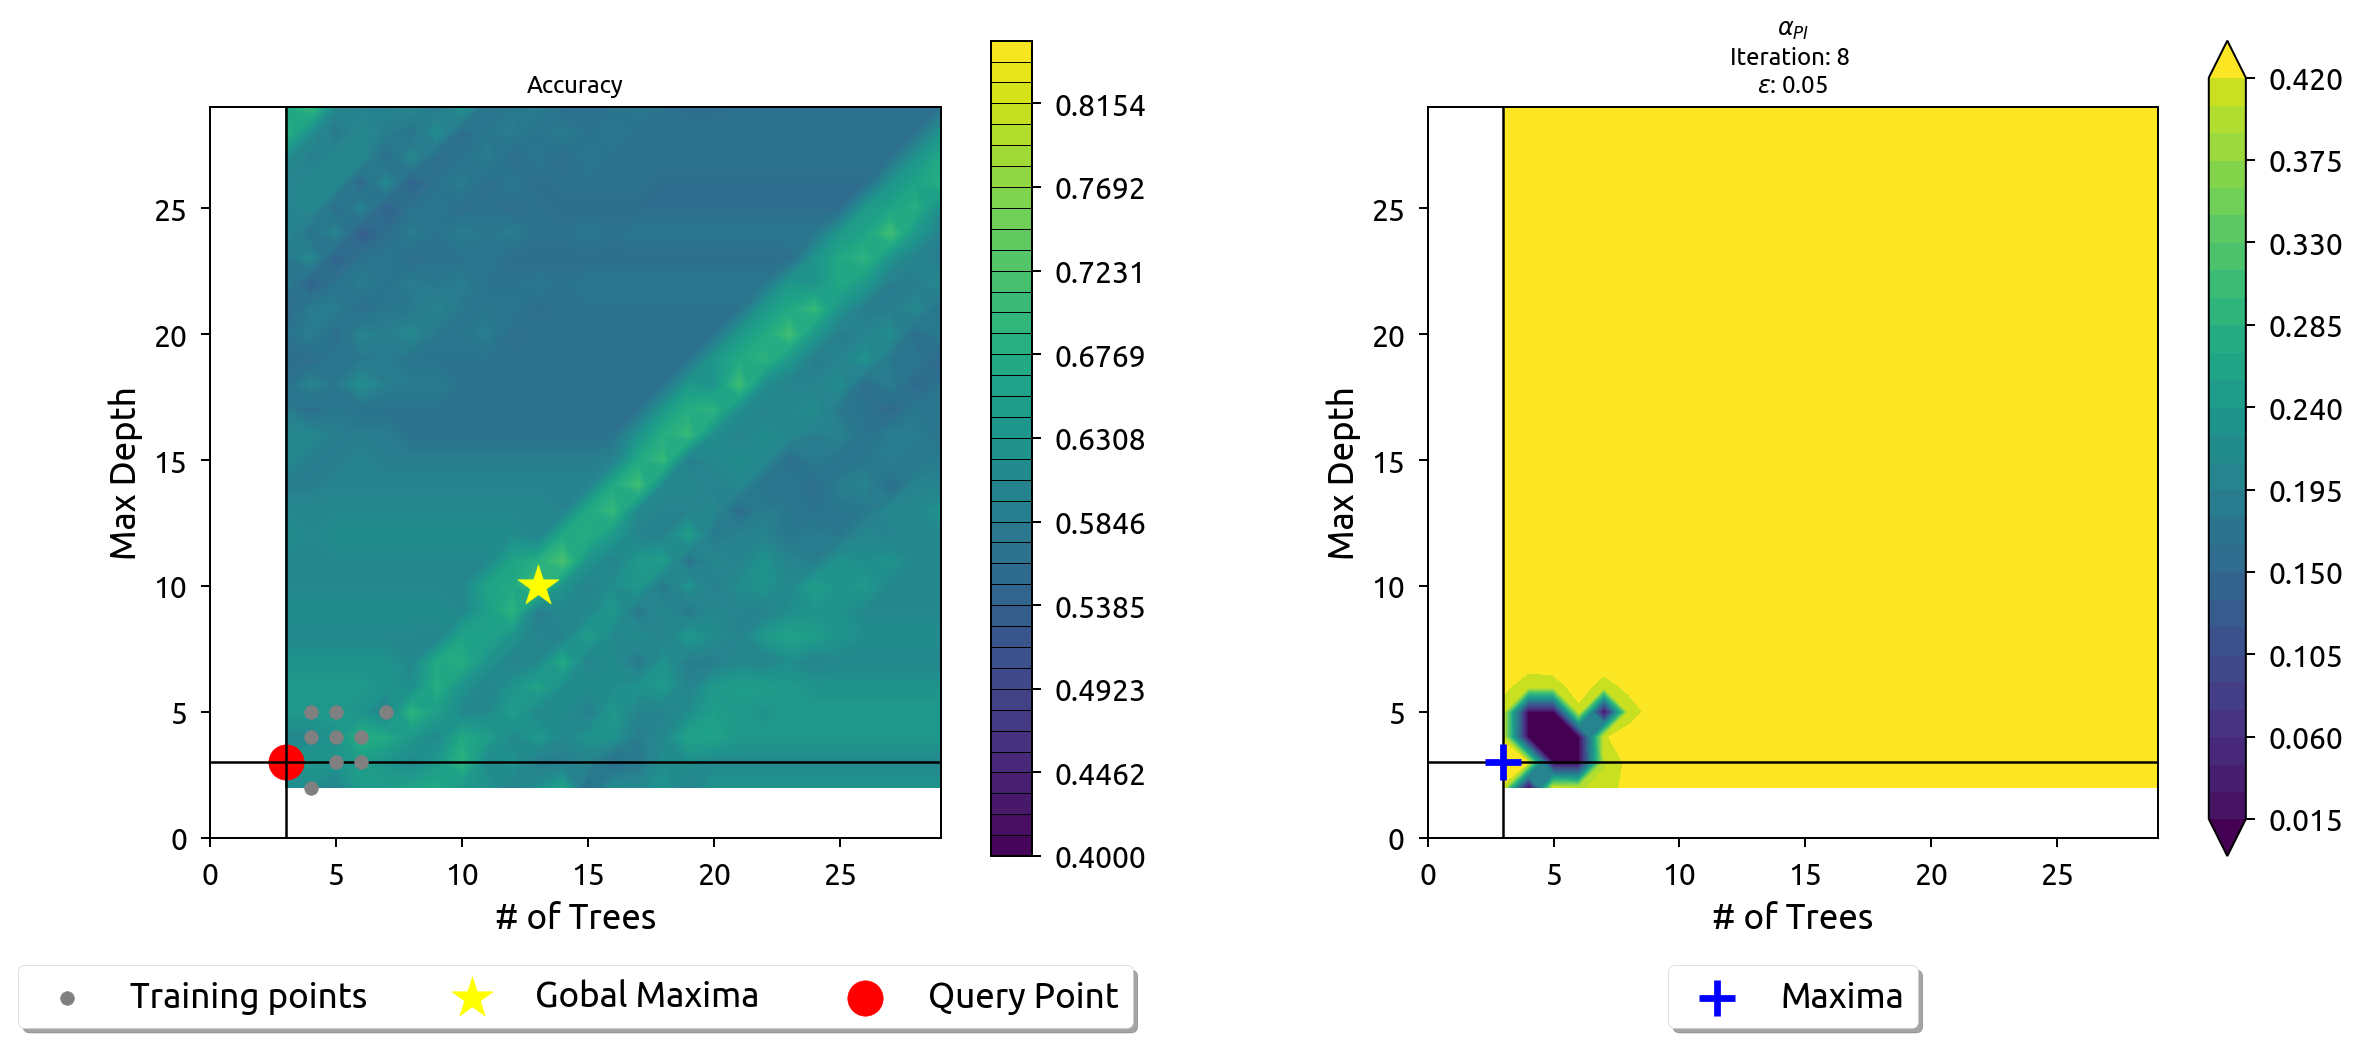 Accuracy
0.8154
0.7692
0.7231
0.6769
0.6308
0.5846
0.5385
0.4923
0.4462
0.4000
Max Depth
25
20
15
10
5
0
0 5 10 15 20 25
# of Trees
Training points Gobal Maxima Query Point
α_PI
Iteration: 8
ε: 0.05
0.420
0.375
0.330
0.285
0.240
0.195
0.150
0.105
0.060
0.015
Max Depth
25
20
15
10
5
0
0 5 10 15 20 25
# of Trees
Maxima